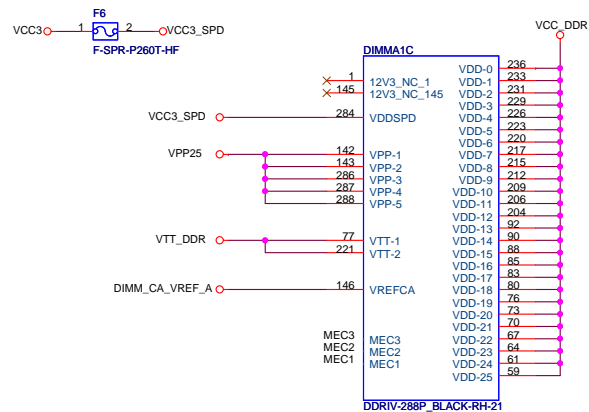 F6
VCC3 1 2 VCC3_SPD
F-SPR-P260T-HF
VCC_DDR
DIMMA1C
1 12V3_NC_1
145 12V3_NC_145
VCC3_SPD 284 VDDSPD
VPP25 142 VPP-1
143 VPP-2
286 VPP-3
287 VPP-4
288 VPP-5
VTT_DDR 77 VTT-1
221 VTT-2
DIMM_CA_VREF_A 146 VREFCA
MEC3 MEC3
MEC2 MEC2
MEC1 MEC1
VDD-0 236
VDD-1 233
VDD-2 231
VDD-3 229
VDD-4 226
VDD-5 223
VDD-6 220
VDD-7 217
VDD-8 215
VDD-9 212
VDD-10 209
VDD-11 206
VDD-12 204
VDD-13 92
VDD-14 90
VDD-15 88
VDD-16 85
VDD-17 83
VDD-18 80
VDD-19 76
VDD-20 73
VDD-21 70
VDD-22 67
VDD-23 64
VDD-24 61
VDD-25 59
DDRIV-288P_BLACK-RH-21